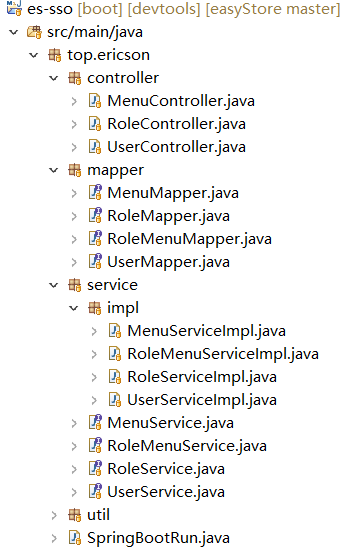 es-sso [boot] [devtools] [easyStore master]
src/main/java
top.ericson
controller
MenuController.java
RoleController.java
UserController.java
mapper
MenuMapper.java
RoleMapper.java
RoleMenuMapper.java
UserMapper.java
service
impl
MenuServiceImpl.java
RoleMenuServiceImpl.java
RoleServiceImpl.java
UserServiceImpl.java
MenuService.java
RoleMenuService.java
RoleService.java
UserService.java
util
SpringBootRun.java